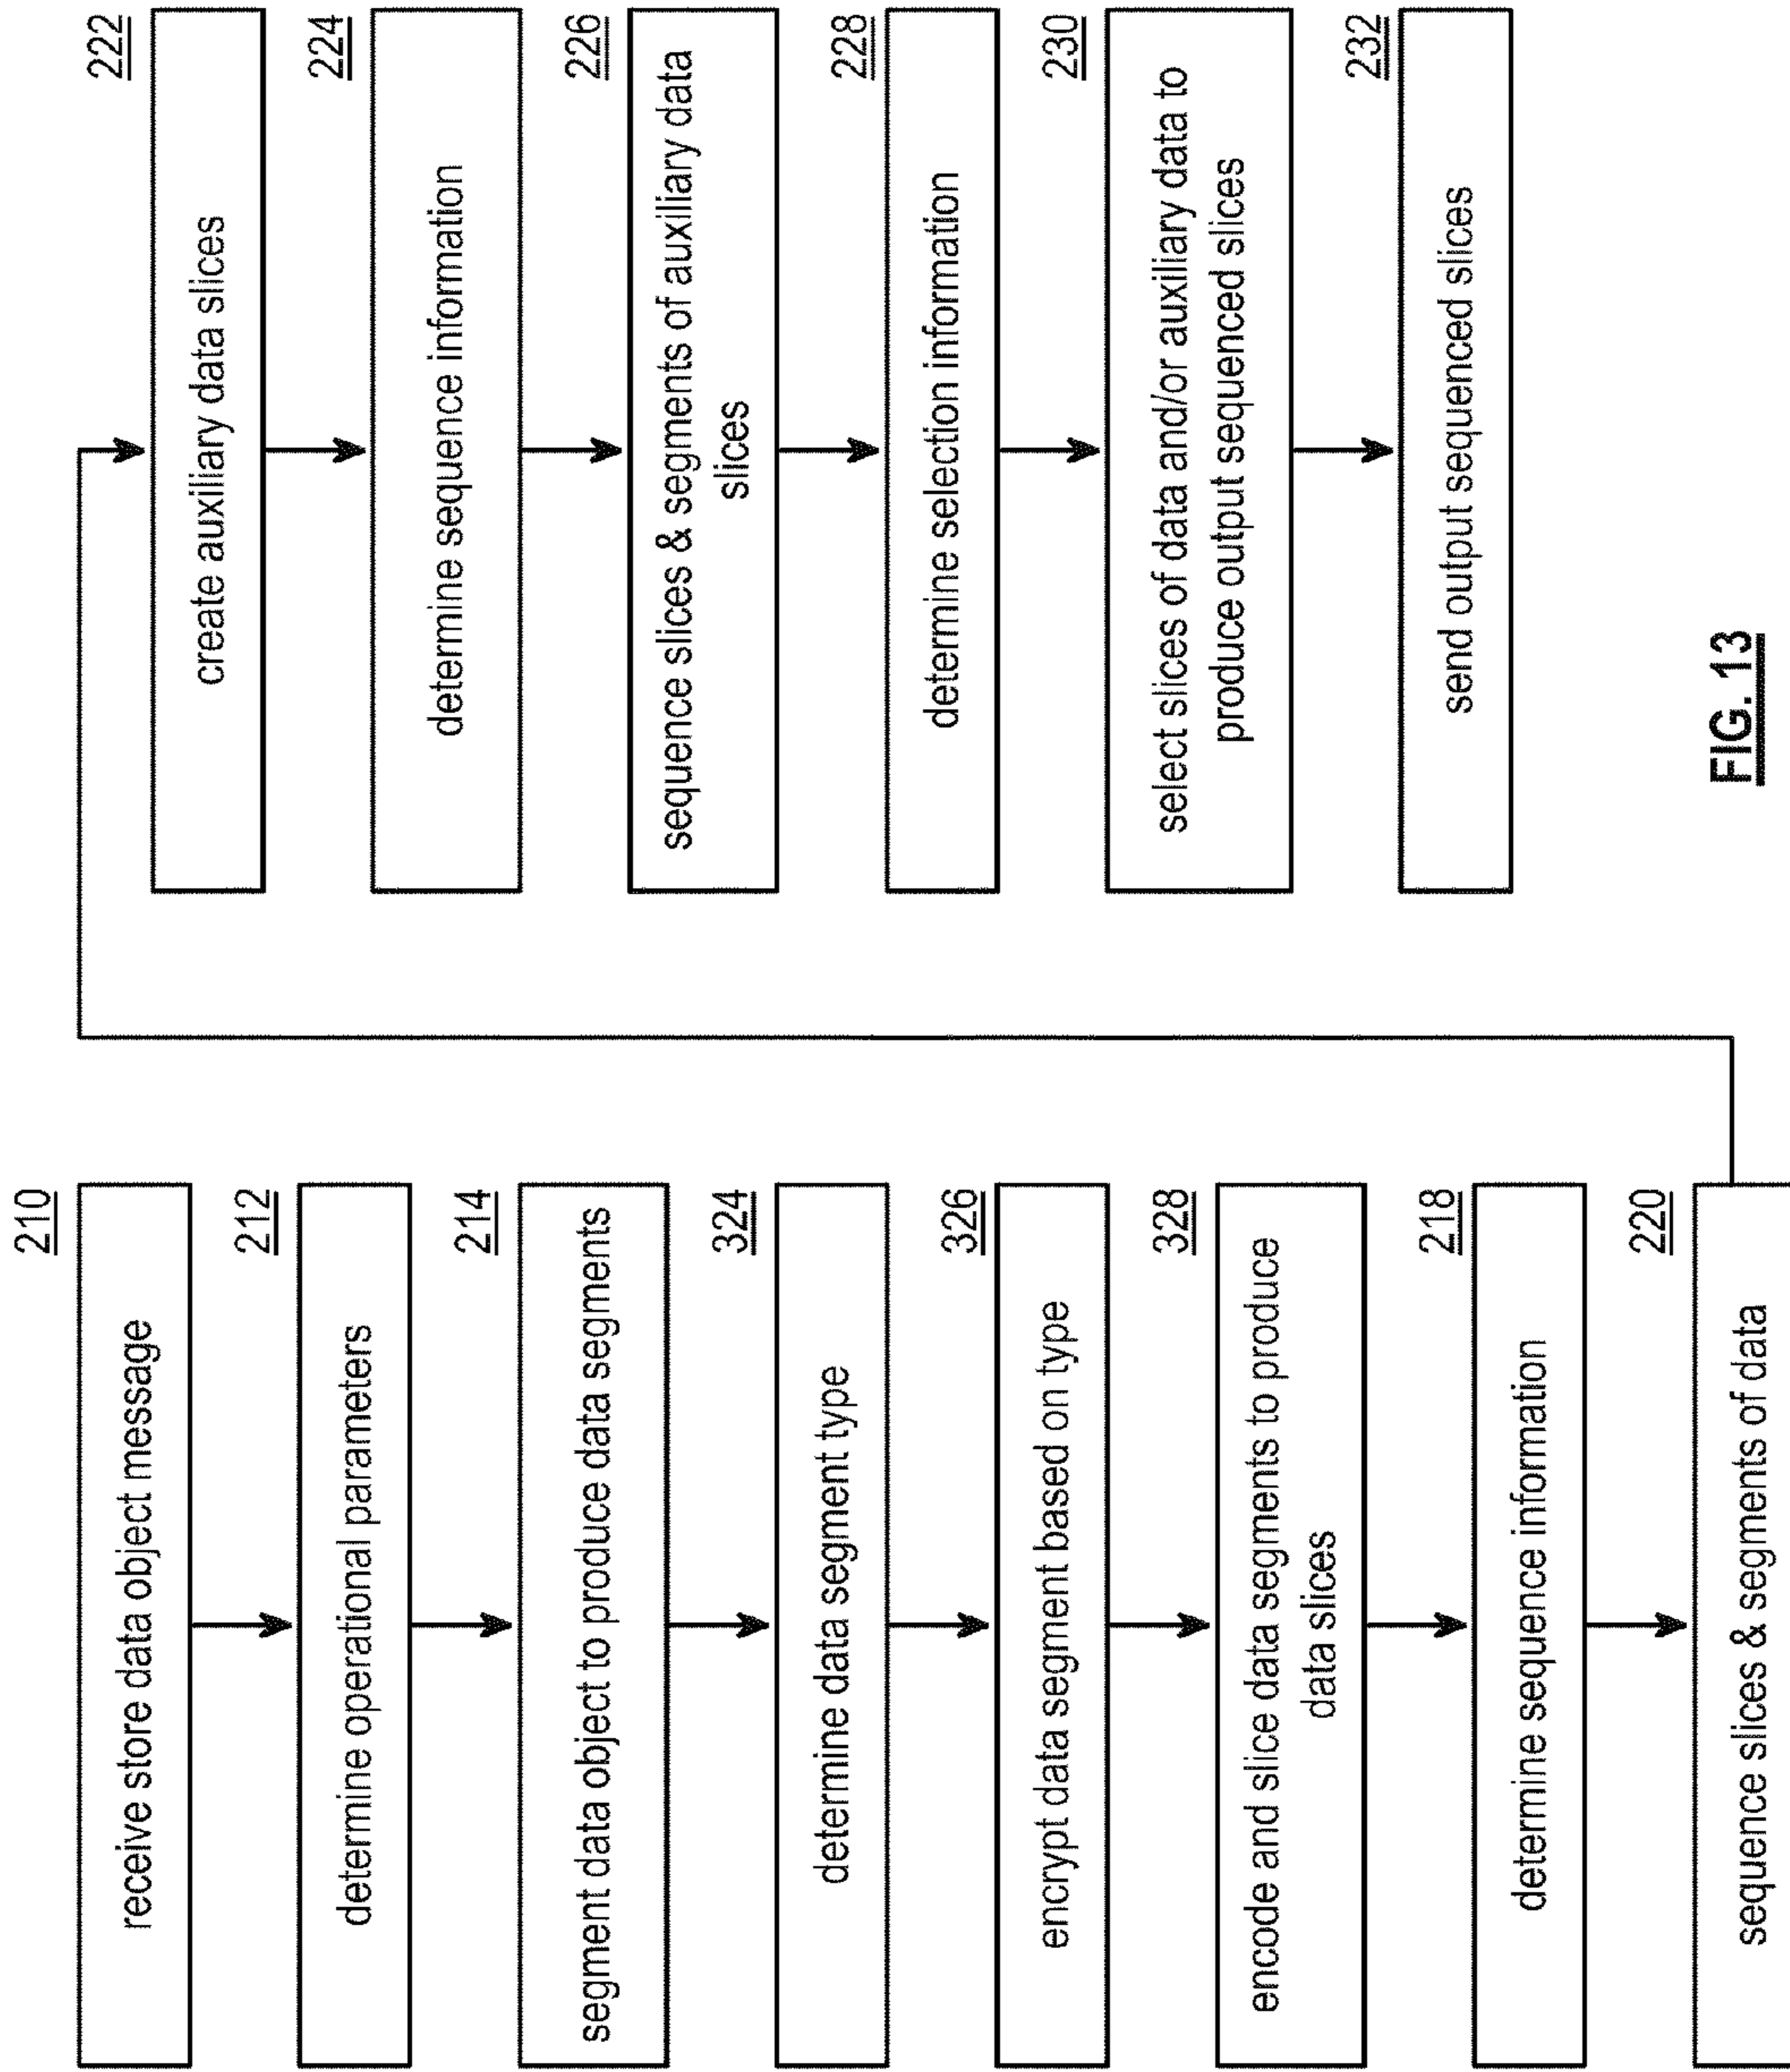 210
receive store data object message
212
determine operational parameters
214
segment data object to produce data segments
324
determine data segment type
326
encrypt data segment based on type
328
encode and slice data segments to produce
data slices
218
determine sequence information
220
sequence slices & segments of data
222
create auxiliary data slices
224
determine sequence information
226
sequence slices & segments of auxiliary data
slices
228
determine selection information
230
select slices of data and/or auxiliary data to
produce output sequenced slices
232
send output sequenced slices
FIG. 13